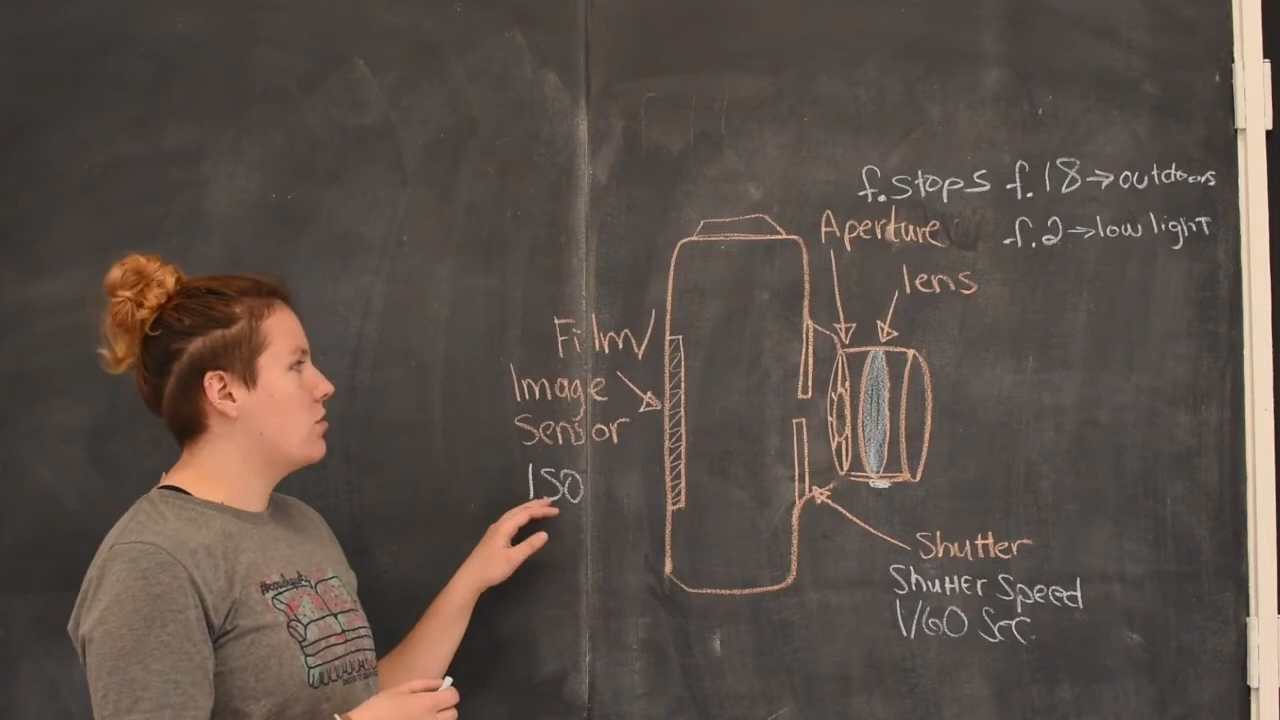 f.stops f.18→outdoors
f.2→low light
Aperture
lens
Film/
Image
Sensor
ISO
Shutter
Shutter Speed
1/60 Sec.